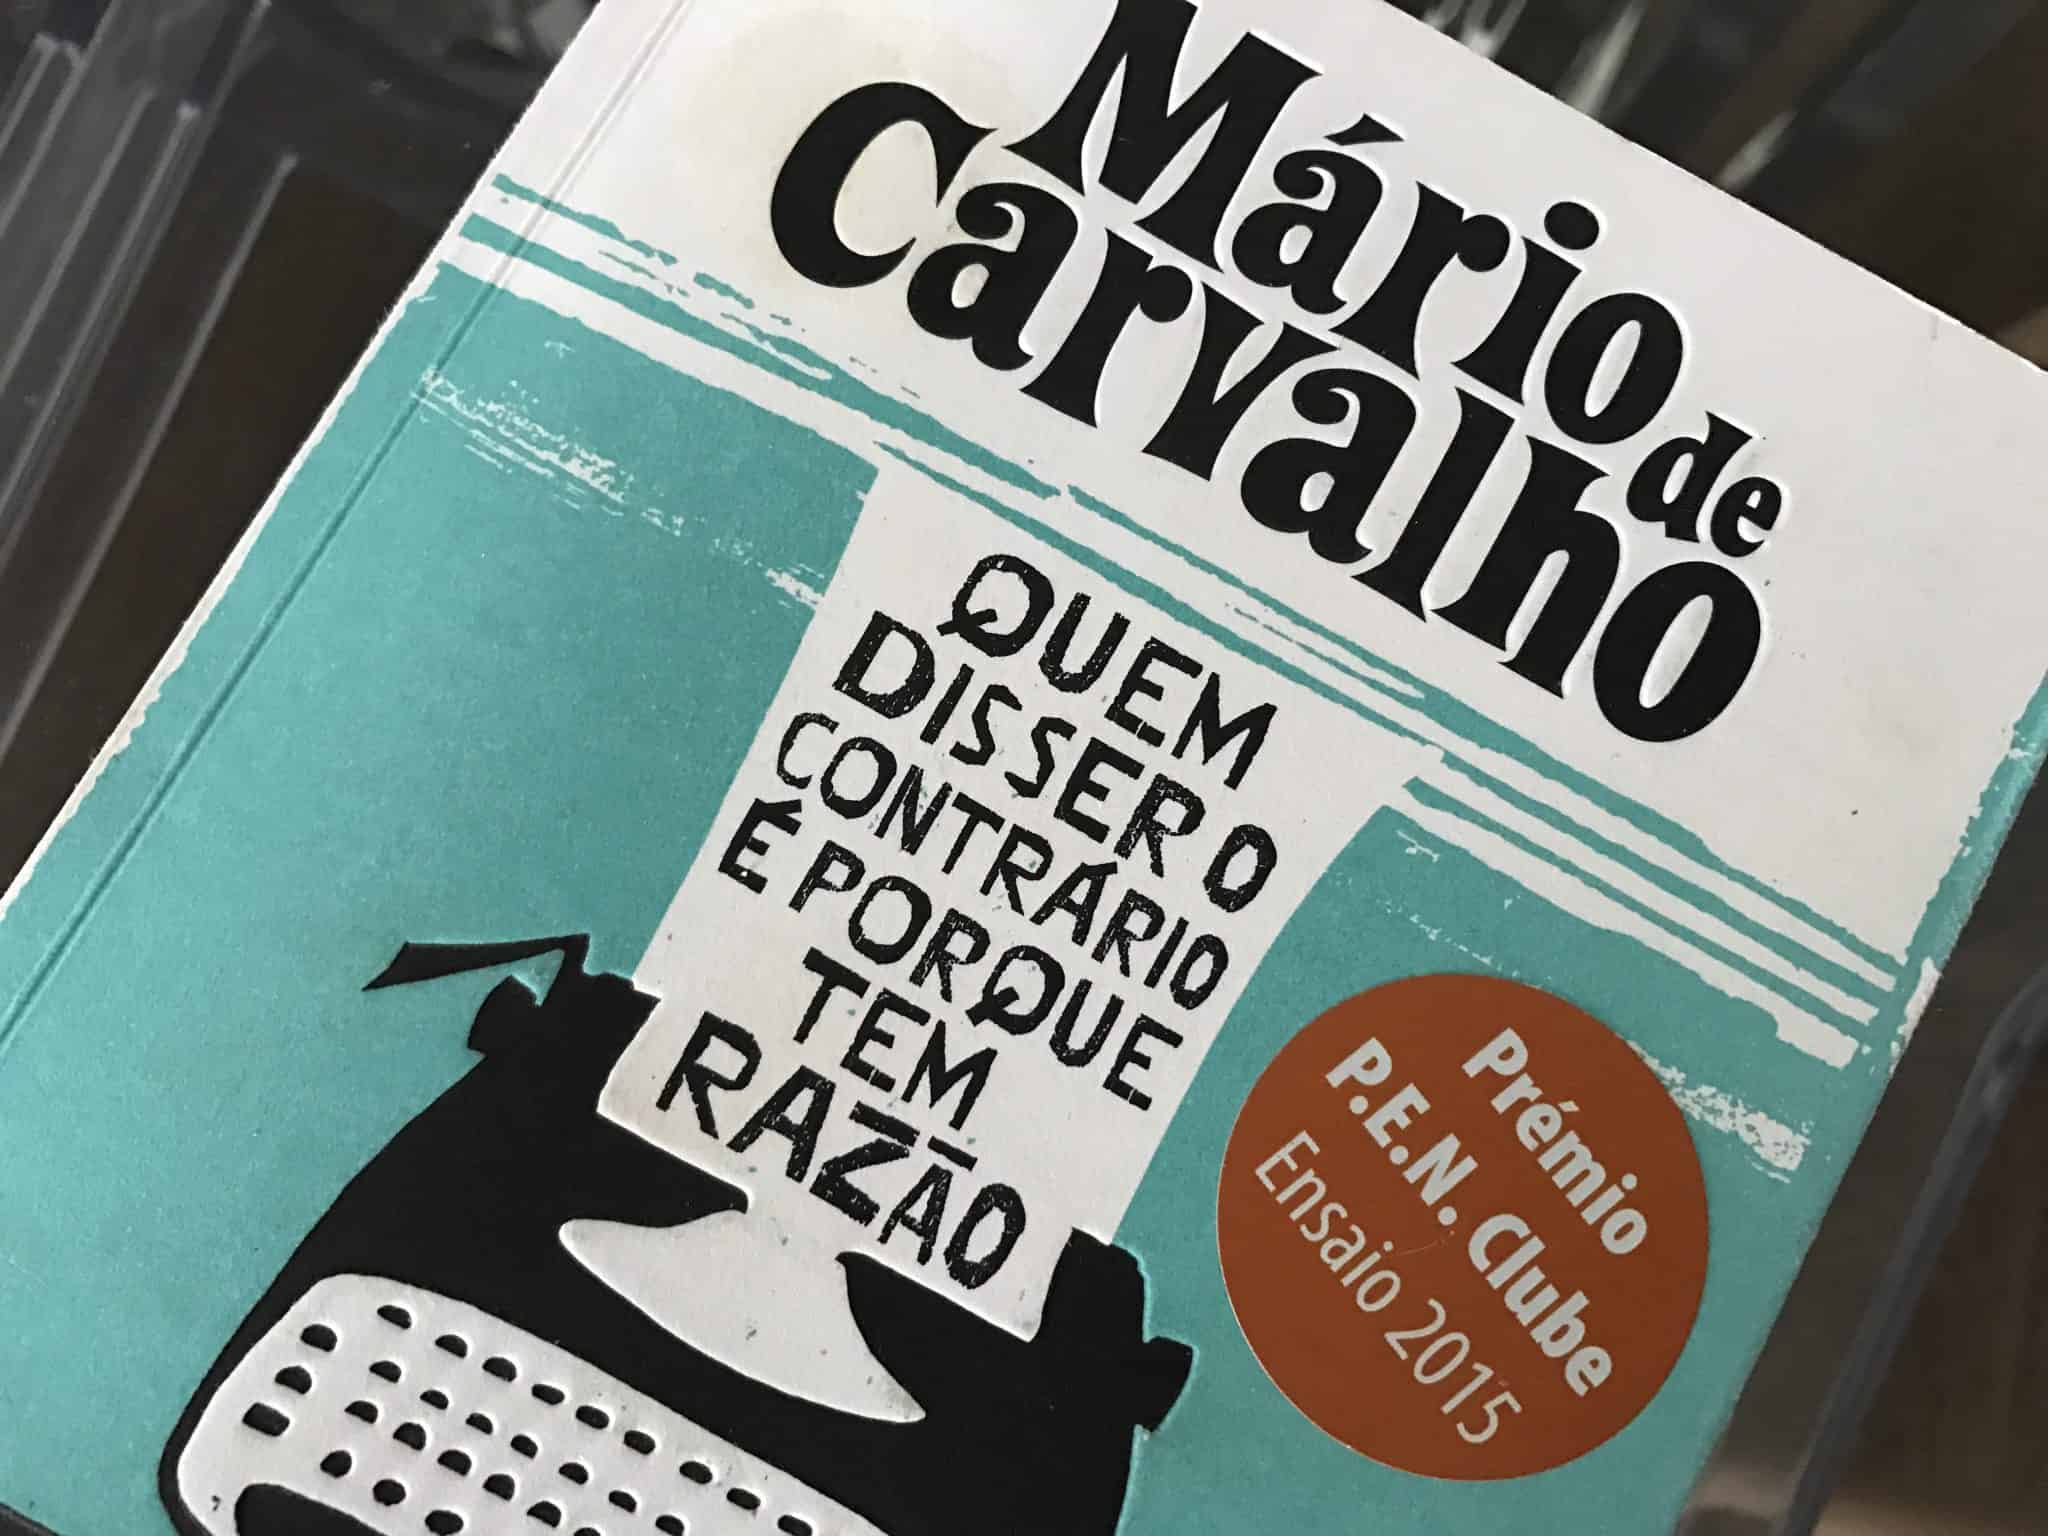 Mário de
Carvalho
QUEM
DISSER O
CONTRÁRIO
É PORQUE
TEM
RAZÃO
Prémio
P.E.N. Clube
Ensaio 2015